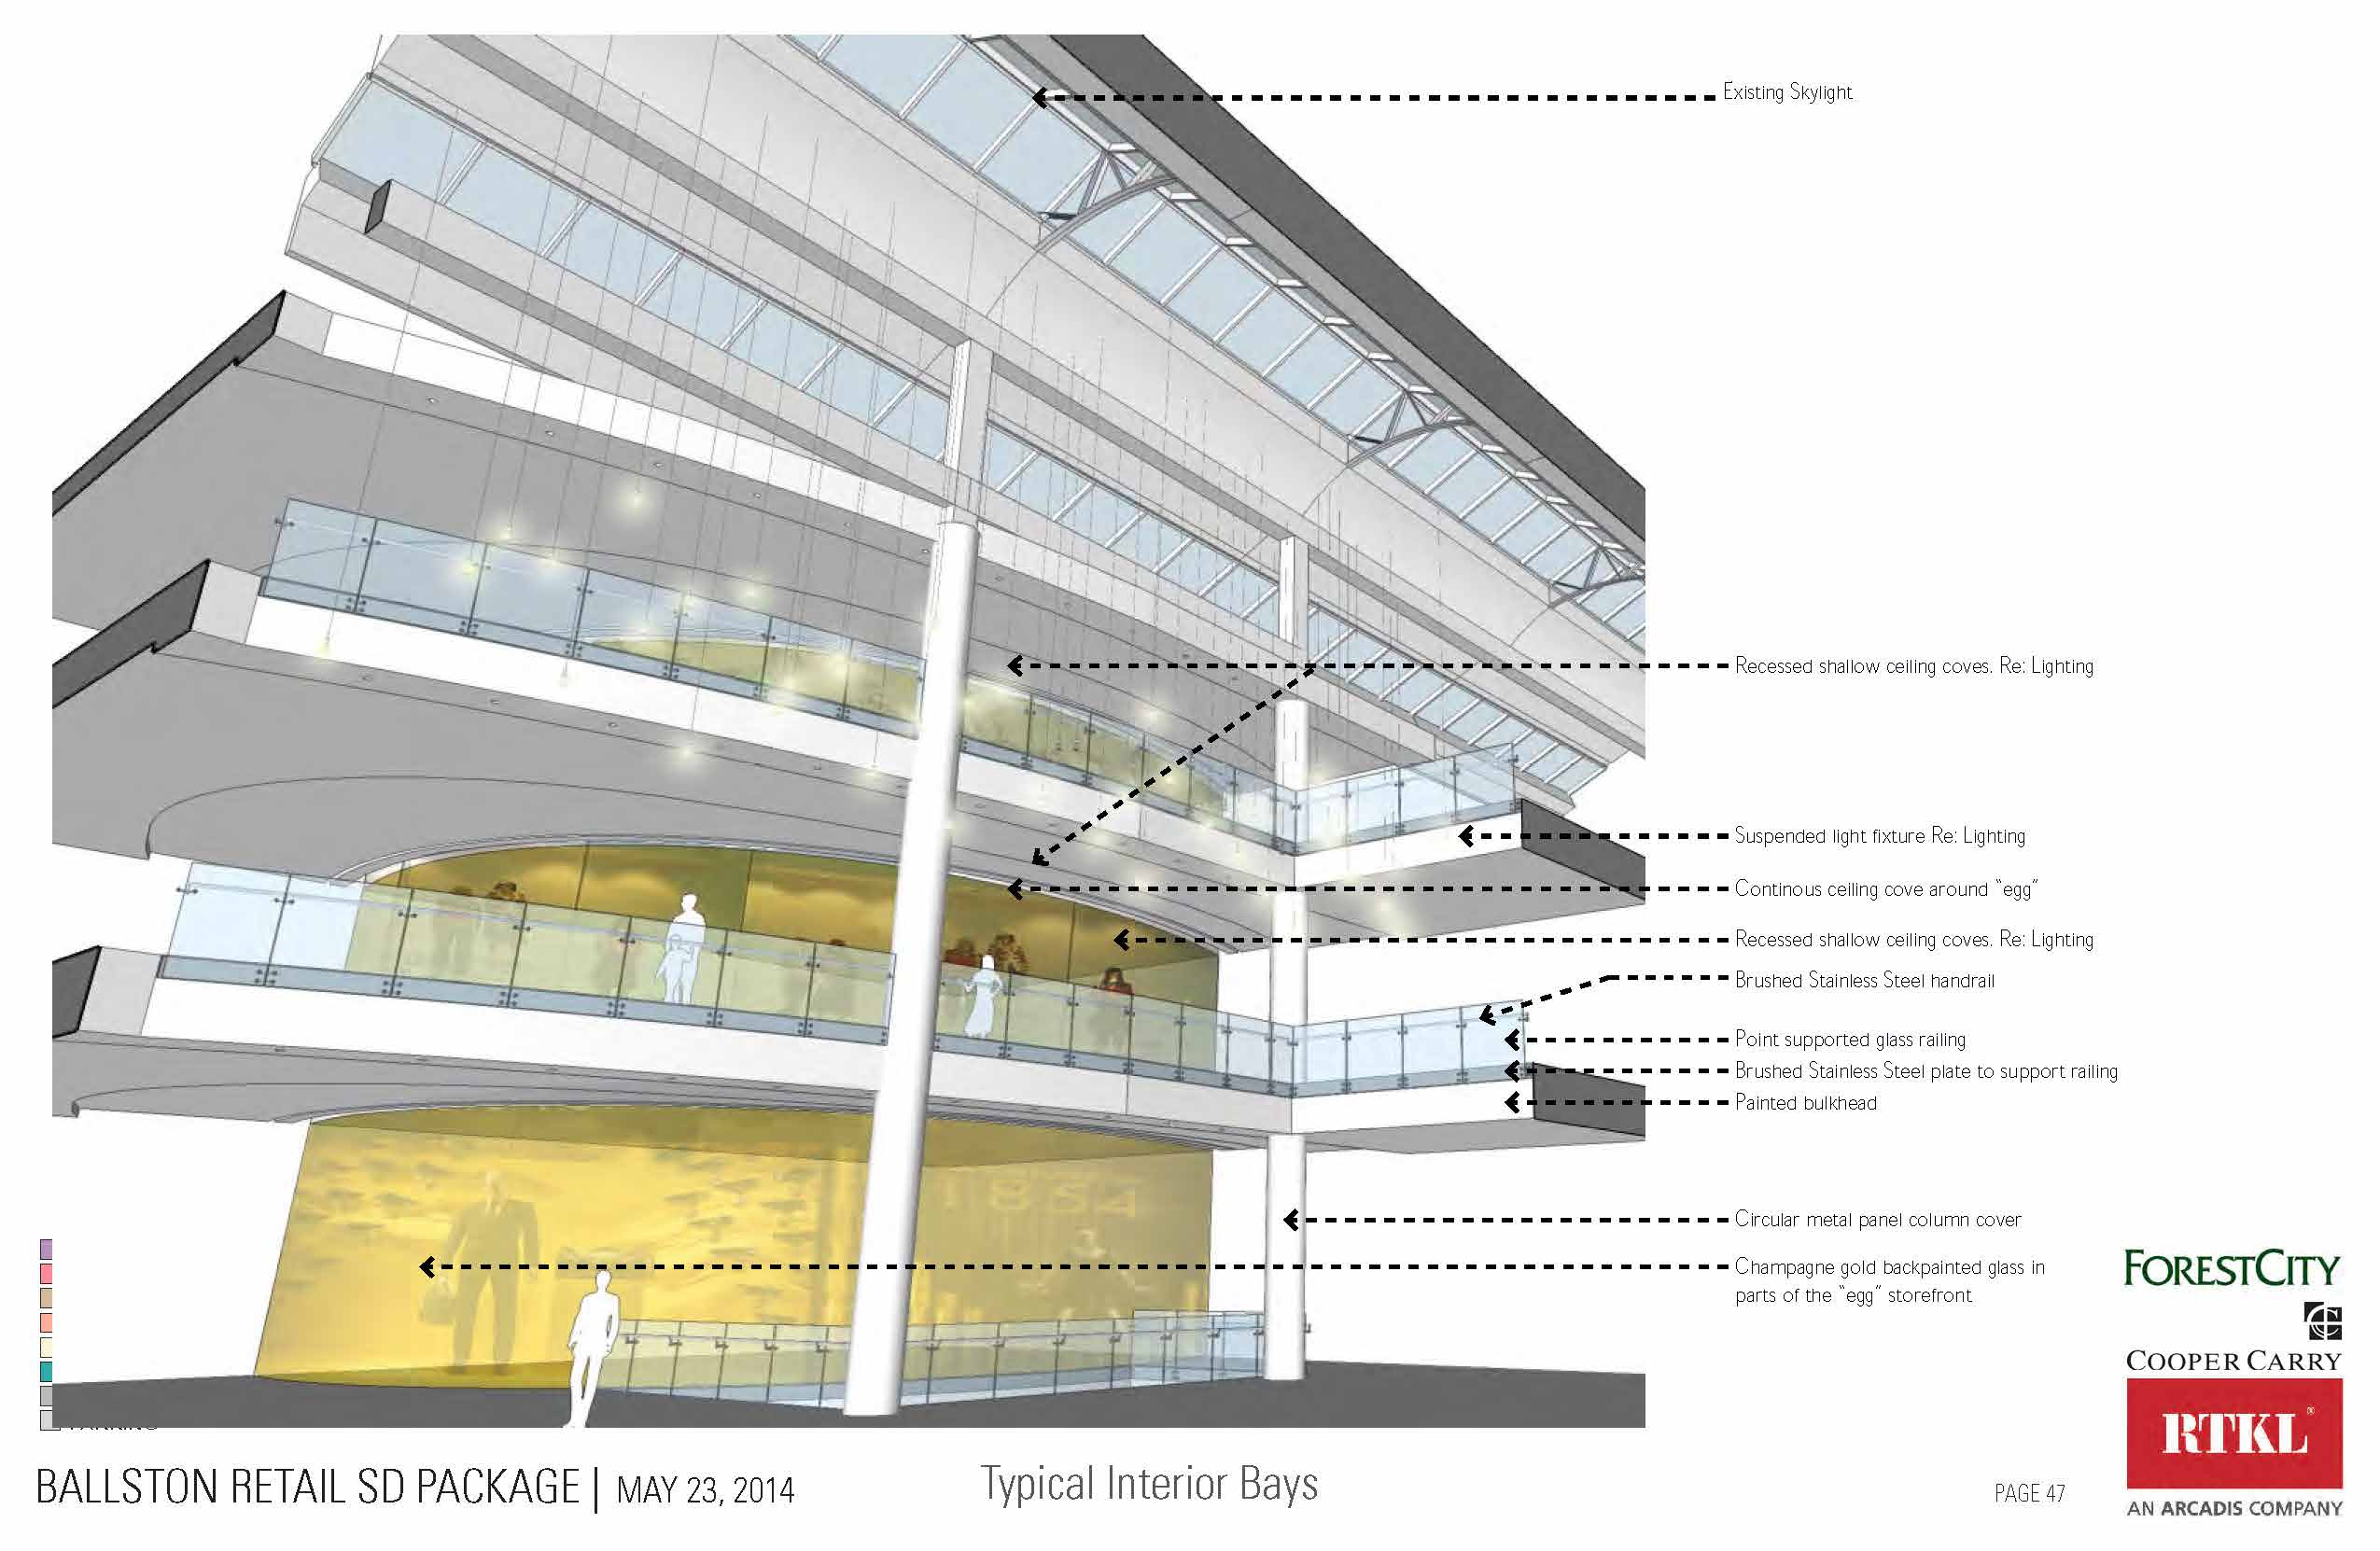 Existing Skylight
Recessed shallow ceiling coves. Re: Lighting
Suspended light fixture Re: Lighting
Continous ceiling cove around “egg”
Recessed shallow ceiling coves. Re: Lighting
Brushed Stainless Steel handrail
Point supported glass railing
Brushed Stainless Steel plate to support railing
Painted bulkhead
1854
Circular metal panel column cover
Champagne gold backpainted glass in
parts of the “egg” storefront
FORESTCITY
COOPER CARRY
RTKL®
AN ARCADIS COMPANY
PARKING
BALLSTON RETAIL SD PACKAGE | MAY 23, 2014
Typical Interior Bays
PAGE 47